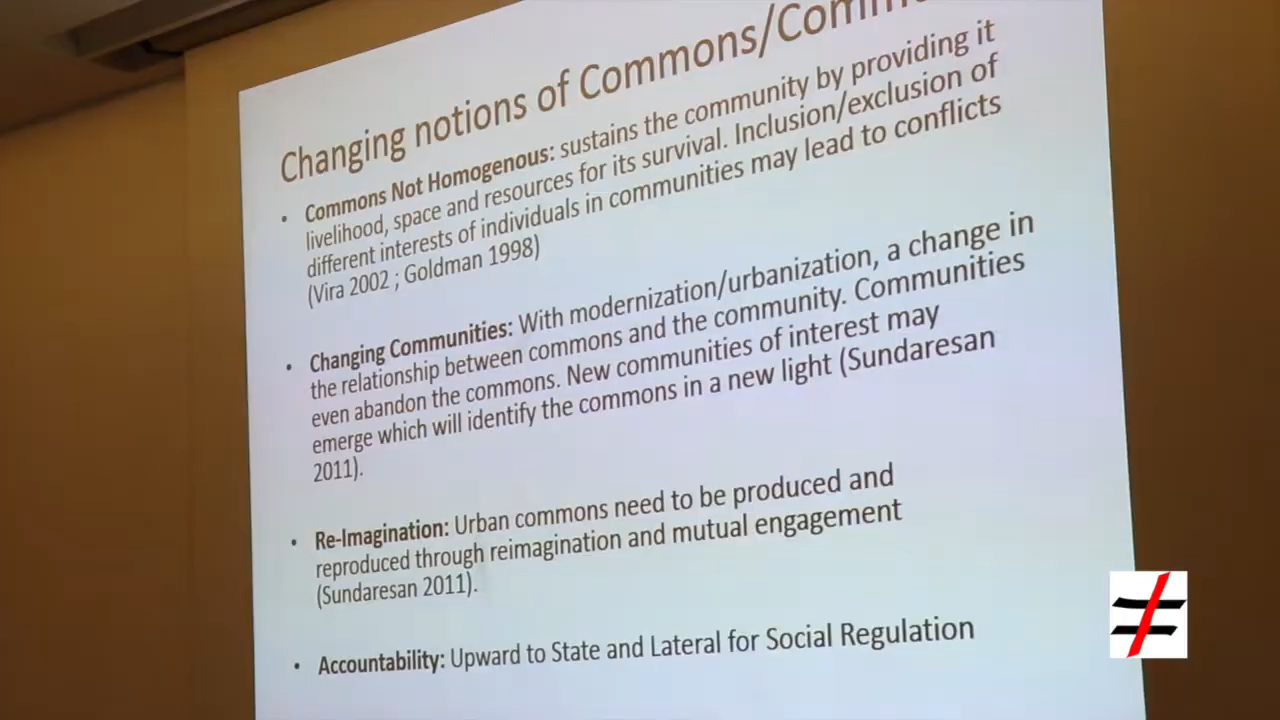 Changing notions of Commons/Comm
• Commons Not Homogenous: sustains the community by providing it
livelihood, space and resources for its survival. Inclusion/exclusion of
different interests of individuals in communities may lead to conflicts
(Vira 2002 ; Goldman 1998)
• Changing Communities: With modernization/urbanization, a change in
the relationship between commons and the community. Communities
even abandon the commons. New communities of interest may
emerge which will identify the commons in a new light (Sundaresan
2011).
• Re-Imagination: Urban commons need to be produced and
reproduced through reimagination and mutual engagement
(Sundaresan 2011).
• Accountability: Upward to State and Lateral for Social Regulation